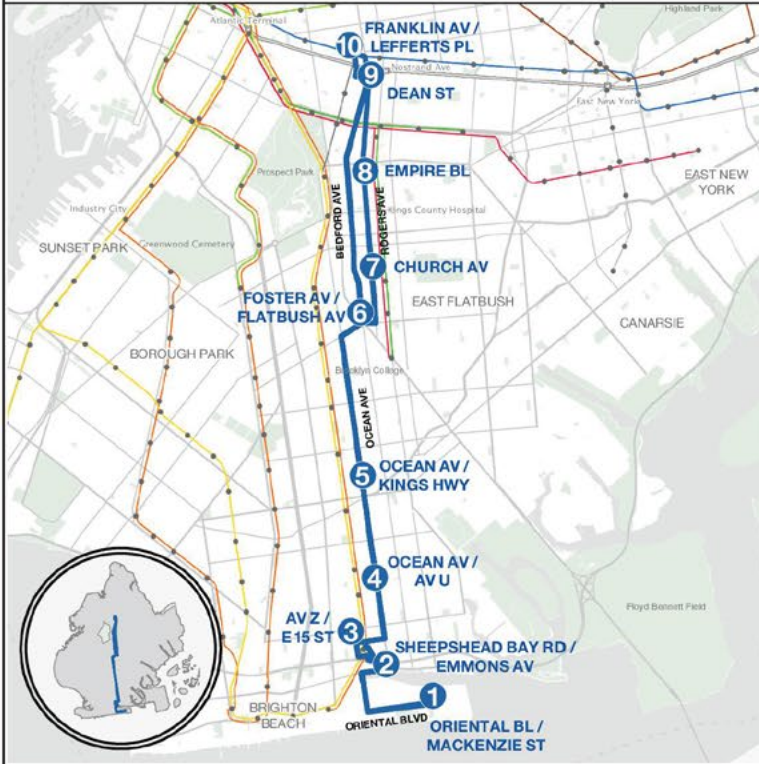 Highland Park
Atlantic Terminal
10
FRANKLIN AV /
LEFFERTS PL
Nostrand Ave
9
DEAN ST
East New York
8
EMPIRE BL
Prospect Park
EAST NEW
YORK
BEDFORD AVE
ROGERS AVE
Industry City
Kings County Hospital
SUNSET PARK
Greenwood Cemetery
7
CHURCH AV
FOSTER AV /
FLATBUSH AV
6
EAST FLATBUSH
CANARSIE
BOROUGH PARK
Brooklyn College
OCEAN AVE
5
OCEAN AV /
KINGS HWY
4
OCEAN AV /
AV U
Floyd Bennett Field
AV Z /
E 15 ST
3
SHEEPSHEAD BAY RD /
EMMONS AV
2
1
BRIGHTON
BEACH
ORIENTAL BLVD
ORIENTAL BL /
MACKENZIE ST